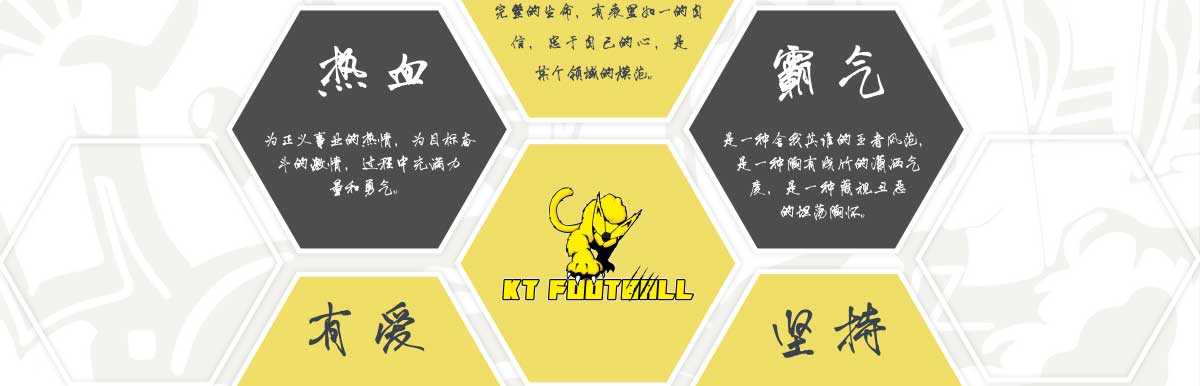 完整的生命，有表里如一的自
信，忠于自己的心，是
某个领域的模范。
热血
为正义事业的热情，为目标奋
斗的激情，过程中充满力
量和勇气。
霸气
是一种舍我其谁的王者风范，
是一种胸有成竹的潇洒气
度，是一种藐视丑恶
的坦荡胸怀。
KT FOOTBALL
有爱
坚持